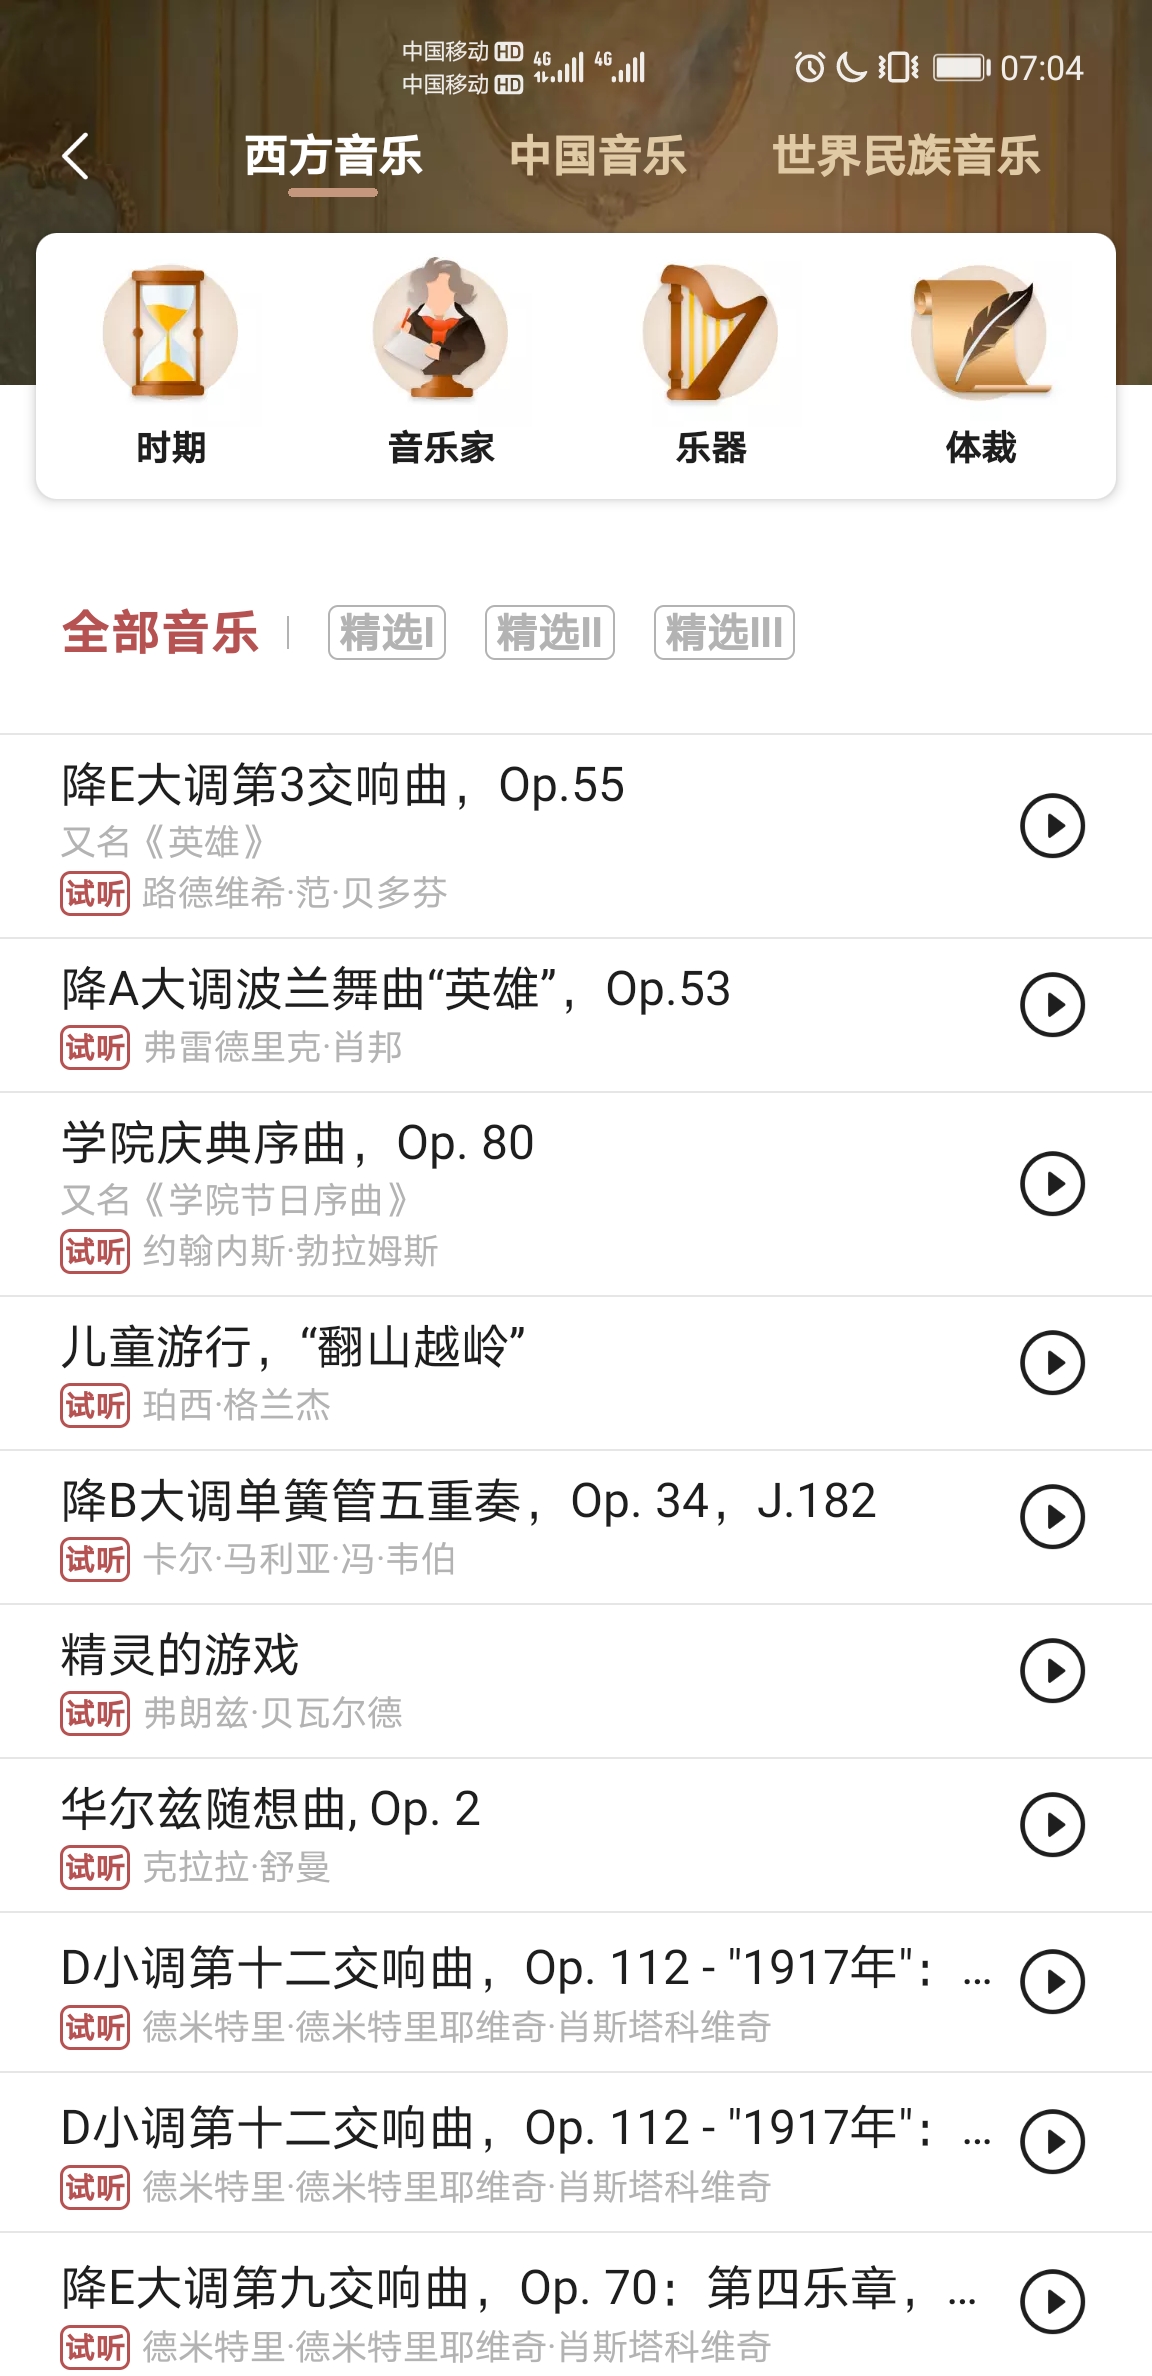 中国移动 HD 4G 4G 07:04
中国移动 HD
西方音乐 中国音乐 世界民族音乐
时期 音乐家 乐器 体裁
全部音乐 精选I 精选II 精选III
降E大调第3交响曲，Op.55
又名《英雄》
试听 路德维希·范·贝多芬
降A大调波兰舞曲“英雄”，Op.53
试听 弗雷德里克·肖邦
学院庆典序曲，Op. 80
又名《学院节日序曲》
试听 约翰内斯·勃拉姆斯
儿童游行，“翻山越岭”
试听 珀西·格兰杰
降B大调单簧管五重奏，Op. 34，J.182
试听 卡尔·马利亚·冯·韦伯
精灵的游戏
试听 弗朗兹·贝瓦尔德
华尔兹随想曲, Op. 2
试听 克拉拉·舒曼
D小调第十二交响曲，Op. 112 - "1917年"：...
试听 德米特里·德米特里耶维奇·肖斯塔科维奇
D小调第十二交响曲，Op. 112 - "1917年"：...
试听 德米特里·德米特里耶维奇·肖斯塔科维奇
降E大调第九交响曲，Op. 70：第四乐章，...
试听 德米特里·德米特里耶维奇·肖斯塔科维奇